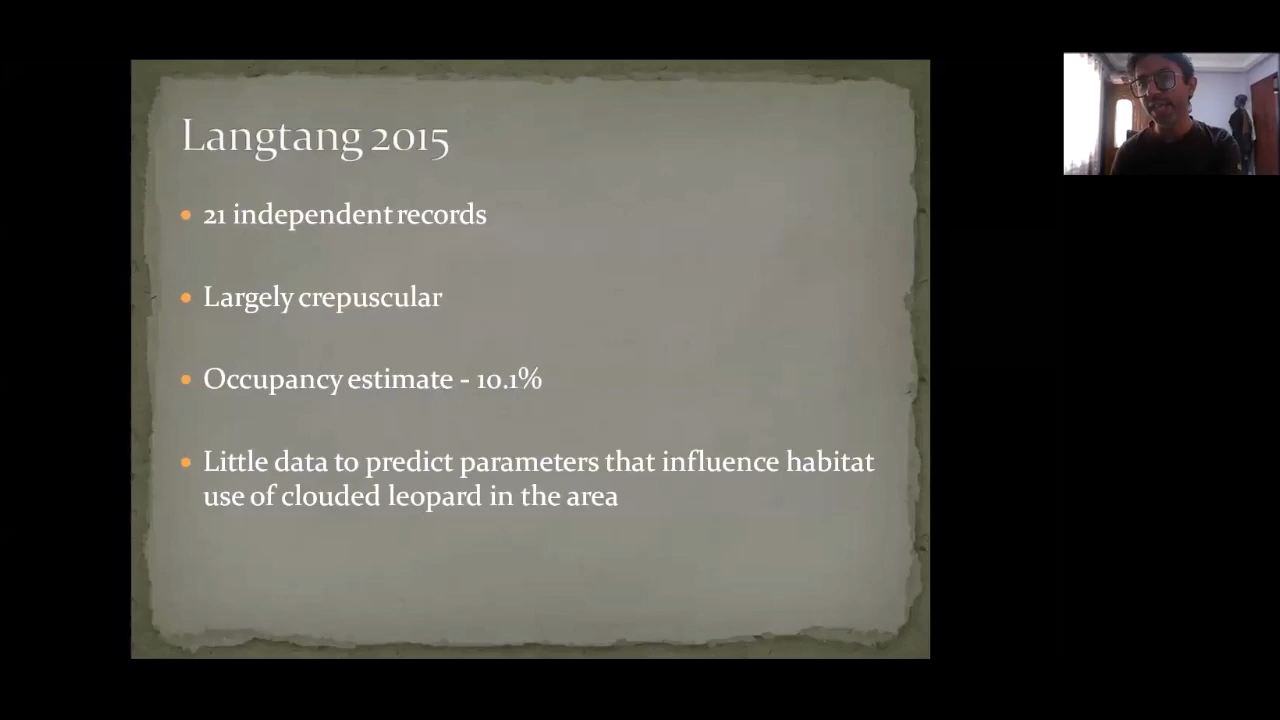 Langtang 2015
• 21 independent records
• Largely crepuscular
• Occupancy estimate - 10.1%
• Little data to predict parameters that influence habitat
use of clouded leopard in the area